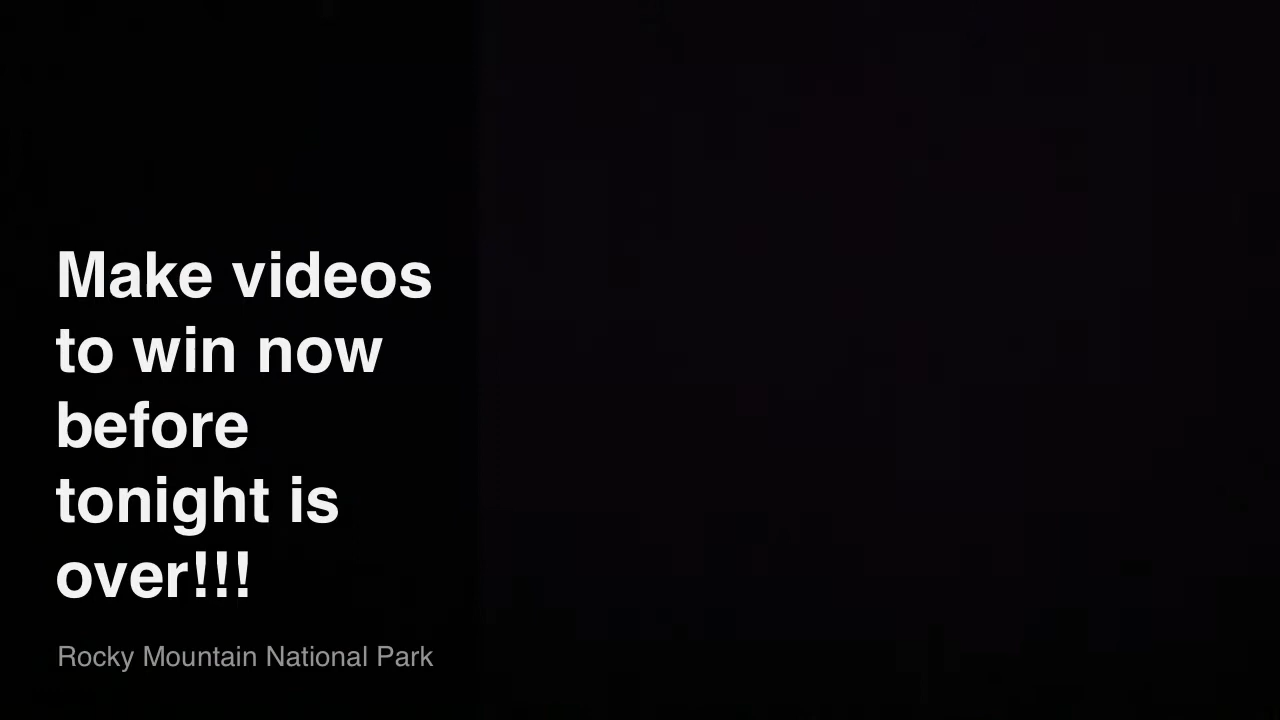 Make videos
to win now
before
tonight is
over!!!
Rocky Mountain National Park